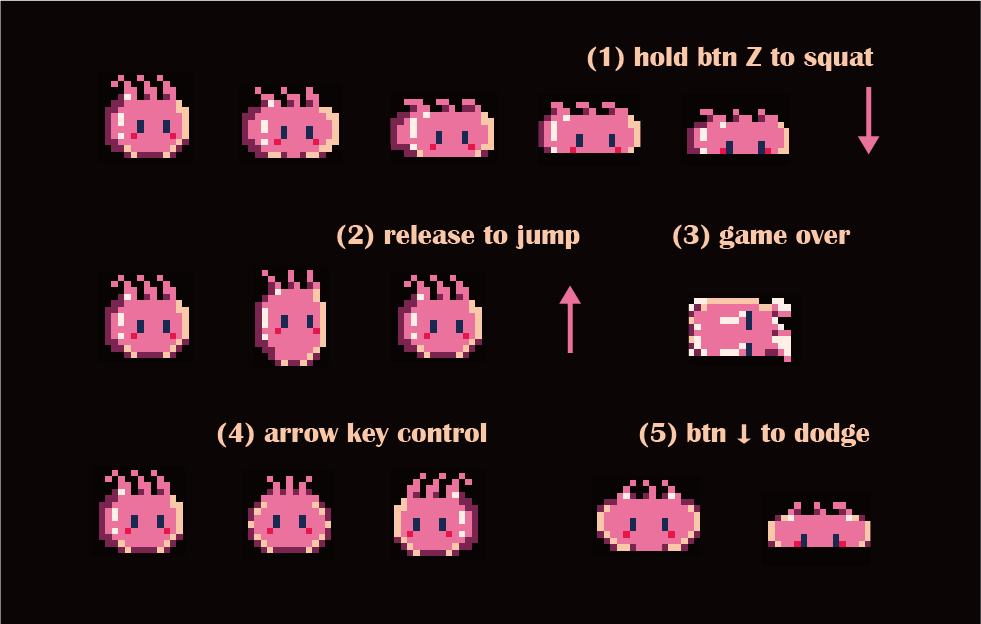 (1) hold btn Z to squat
(2) release to jump
(3) game over
(4) arrow key control
(5) btn ↓ to dodge